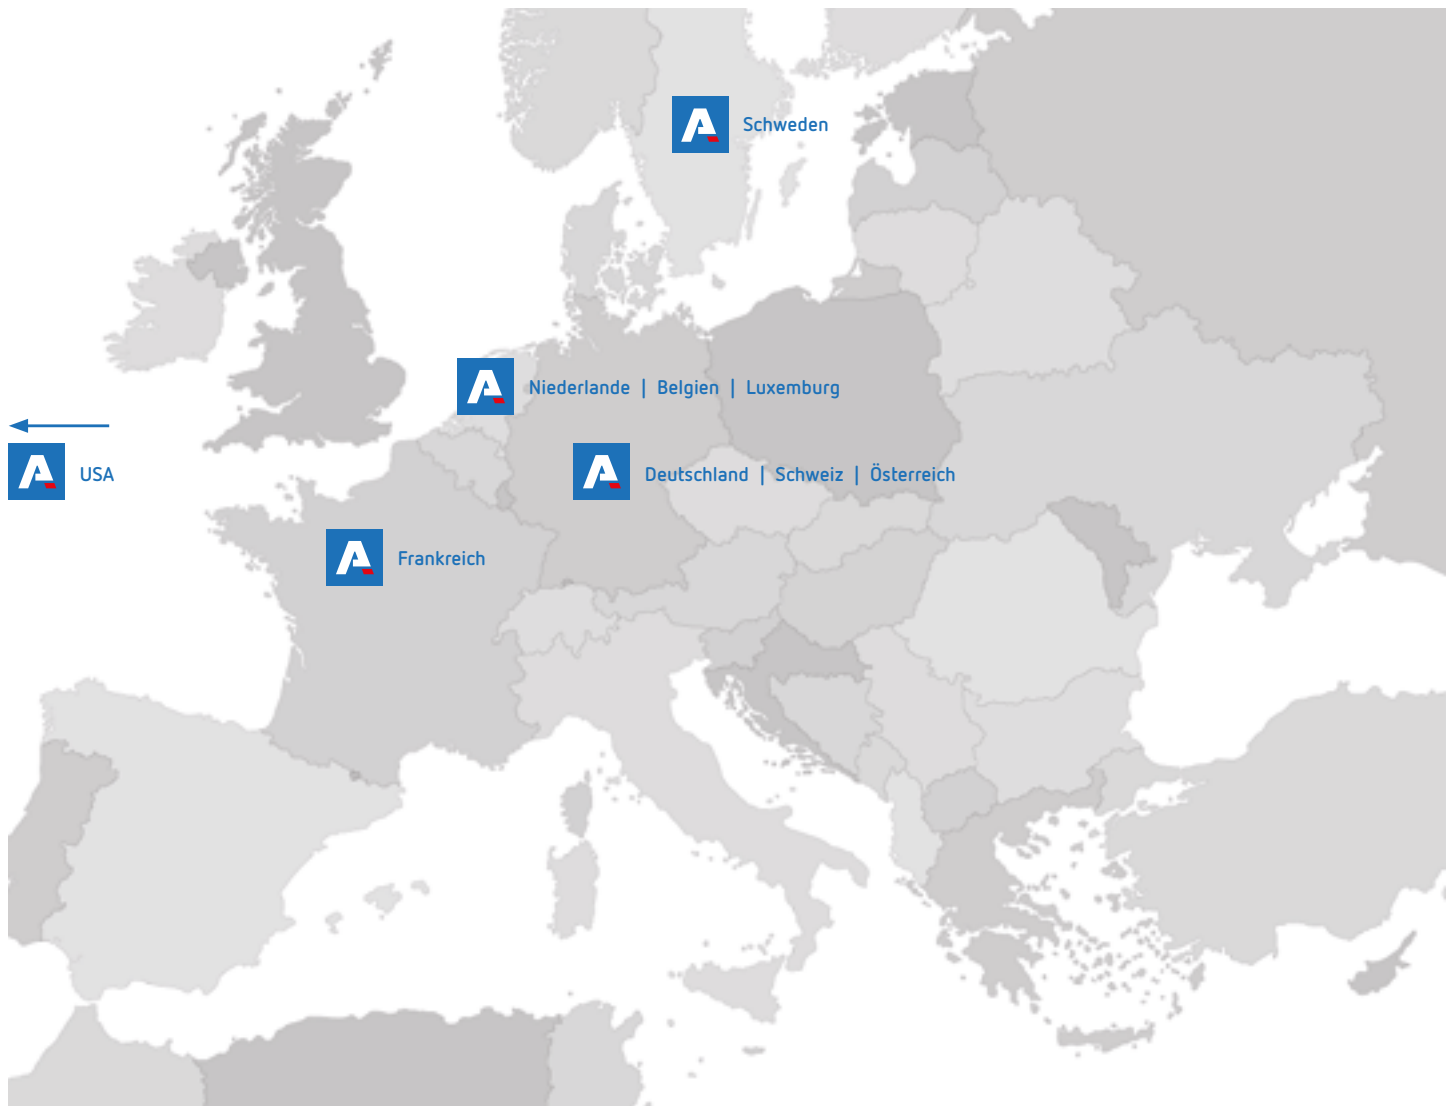 Schweden
Niederlande | Belgien | Luxemburg
USA
Deutschland | Schweiz | Österreich
Frankreich